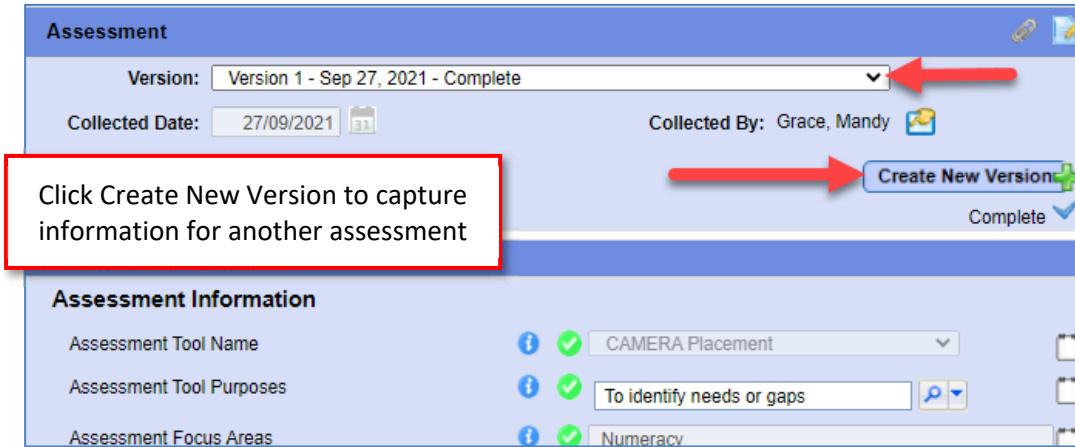 Assessment
Version: Version 1 - Sep 27, 2021 - Complete
Collected Date: 27/09/2021 31 Collected By: Grace, Mandy
Create New Version
Click Create New Version to capture
information for another assessment
Complete
Assessment Information
Assessment Tool Name CAMERA Placement
Assessment Tool Purposes To identify needs or gaps
Assessment Focus Areas Numeracy